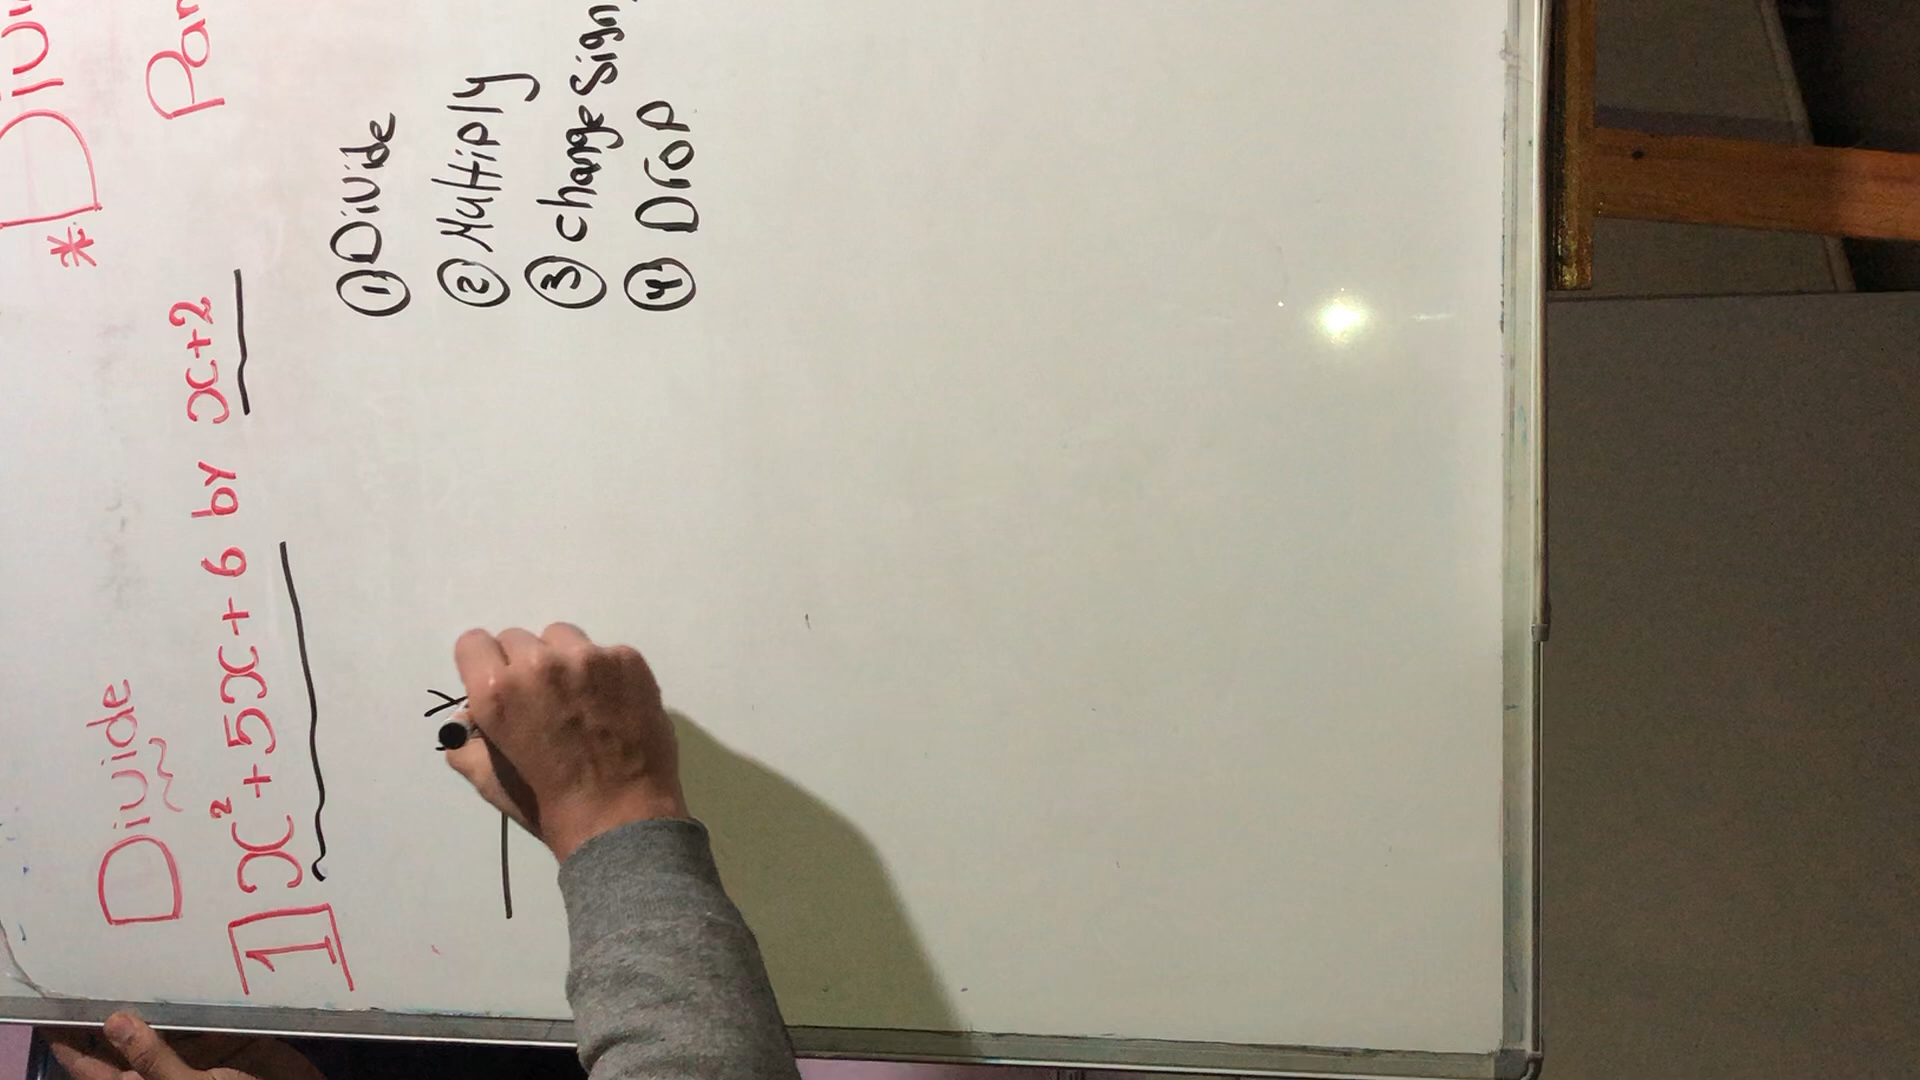 Divide
1 x² + 5x + 6 by x+2
① Divide
② Multiply
③ change sign
④ Drop